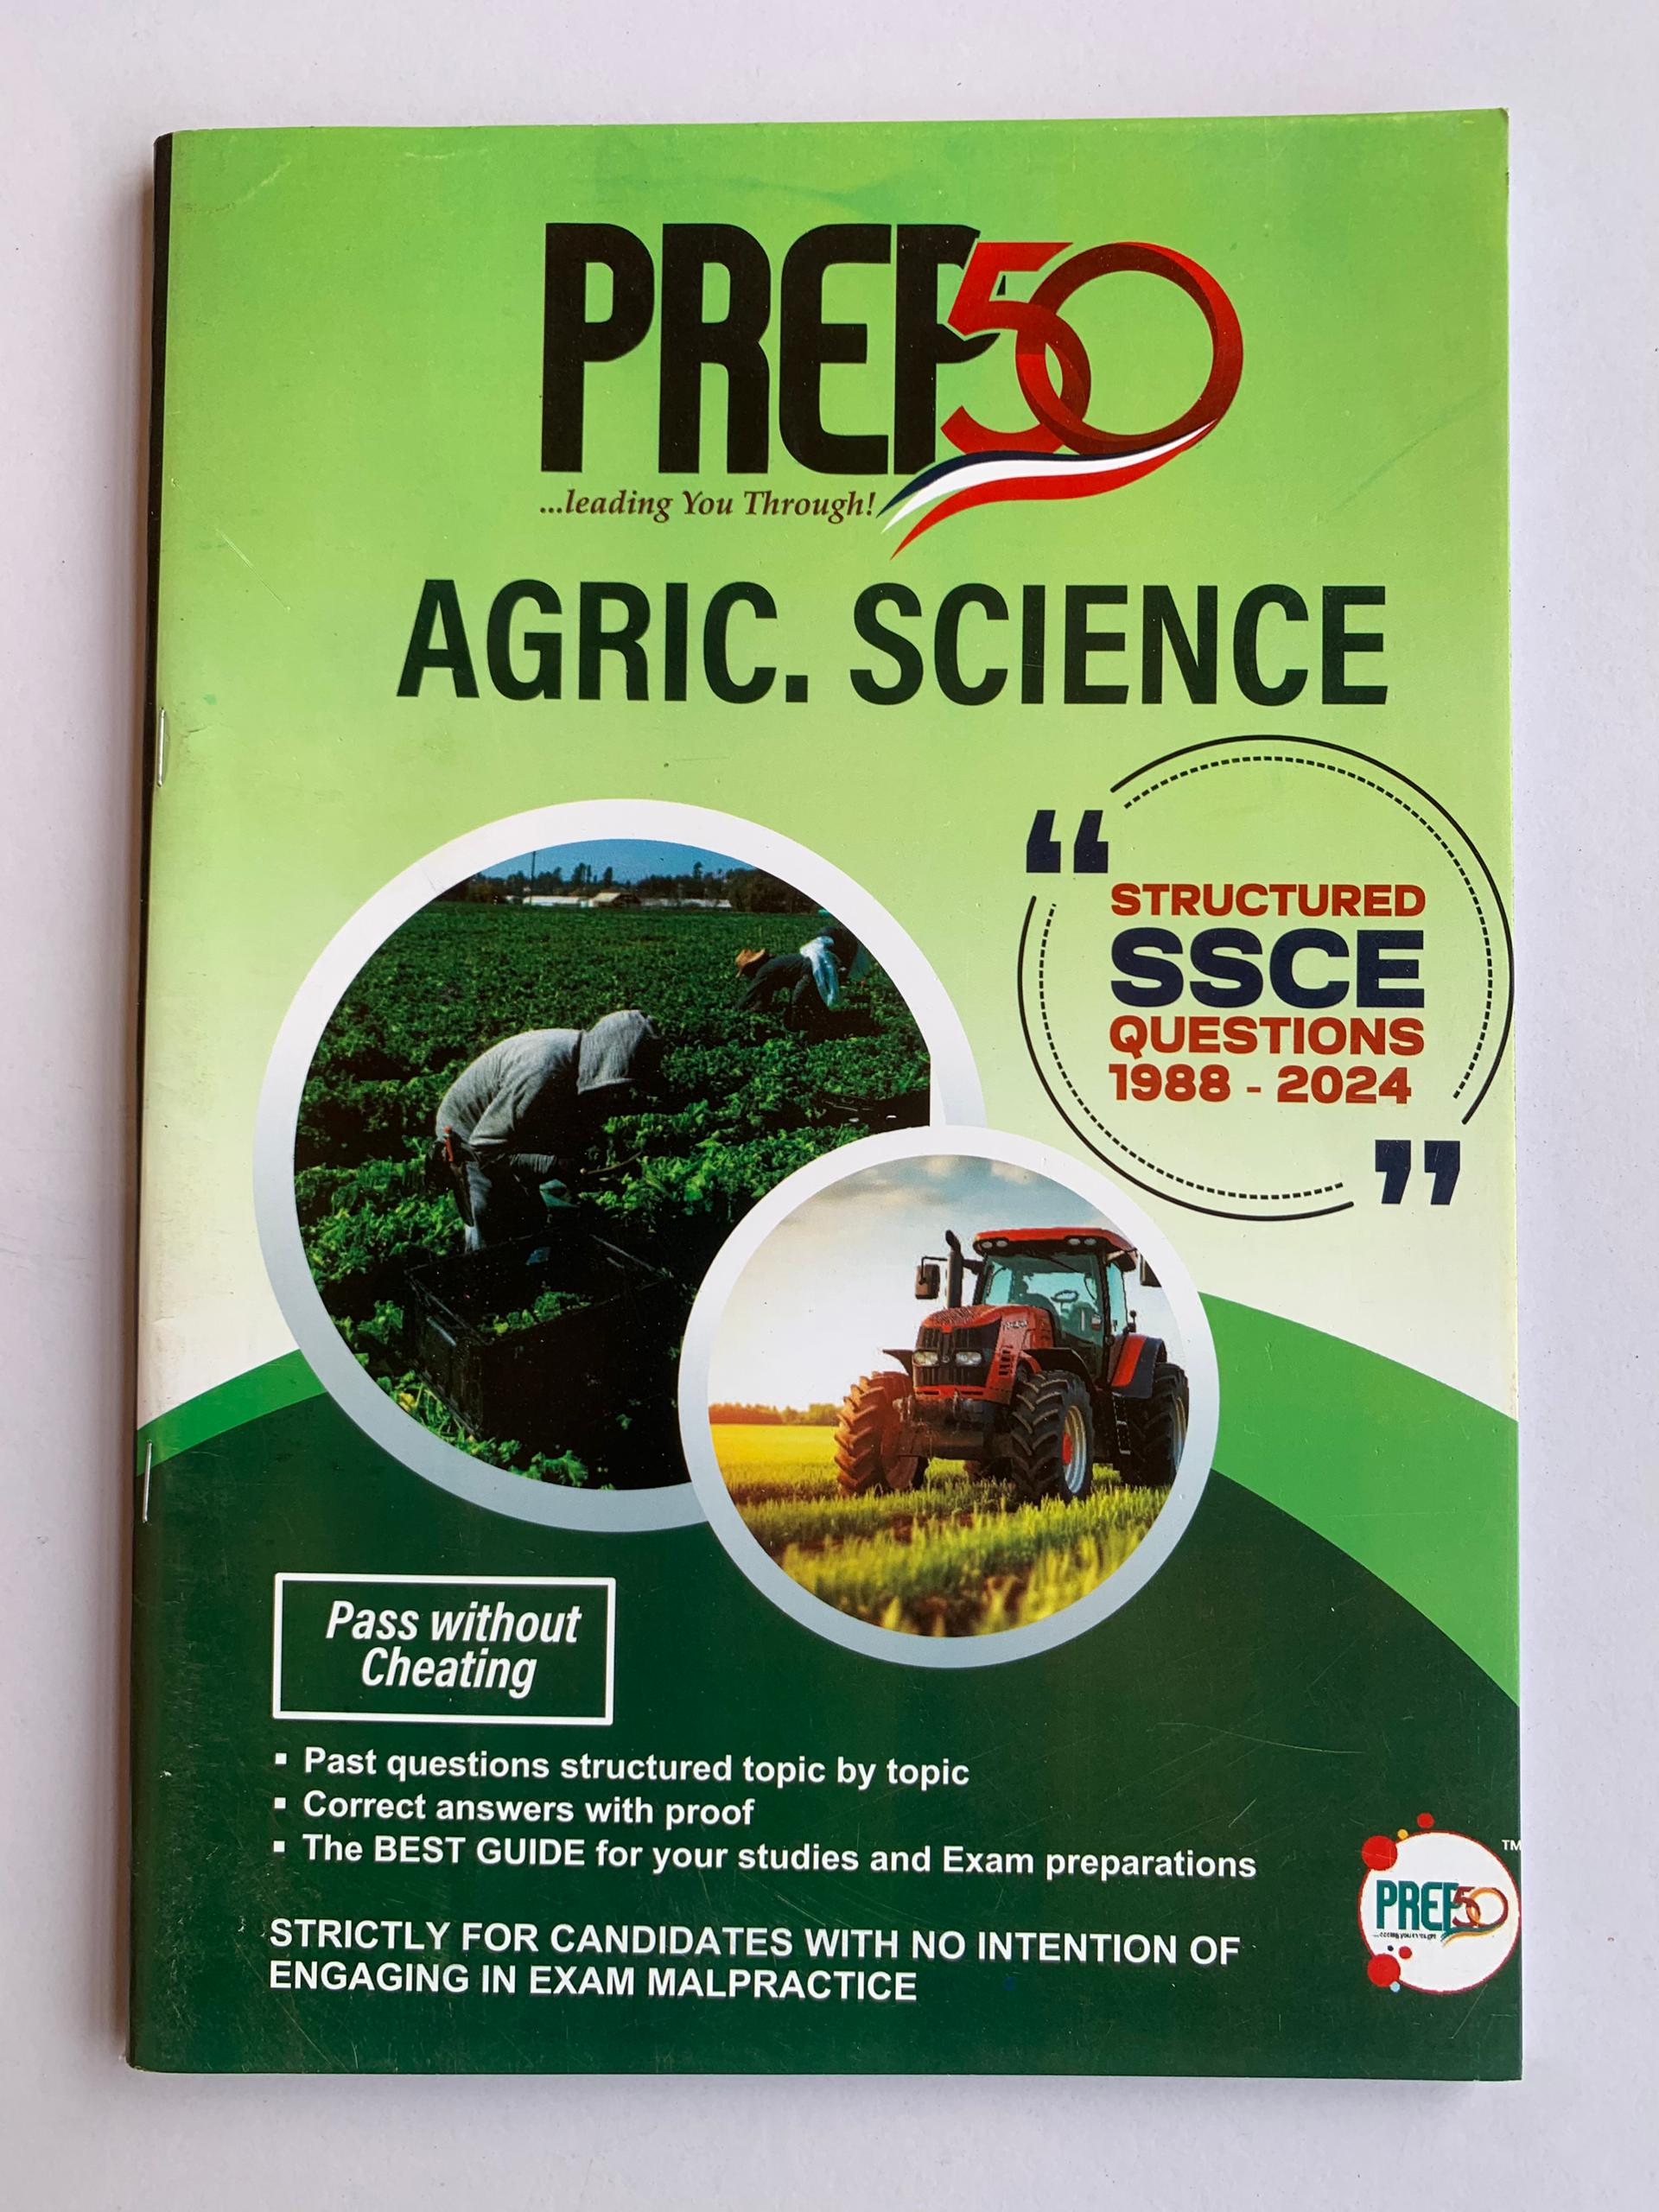 PREP50
...leading You Through!
AGRIC. SCIENCE
“
STRUCTURED
SSCE
QUESTIONS
1988 - 2024
”
Pass without
Cheating
▪ Past questions structured topic by topic
▪ Correct answers with proof
▪ The BEST GUIDE for your studies and Exam preparations
STRICTLY FOR CANDIDATES WITH NO INTENTION OF
ENGAGING IN EXAM MALPRACTICE
TM
PREP50